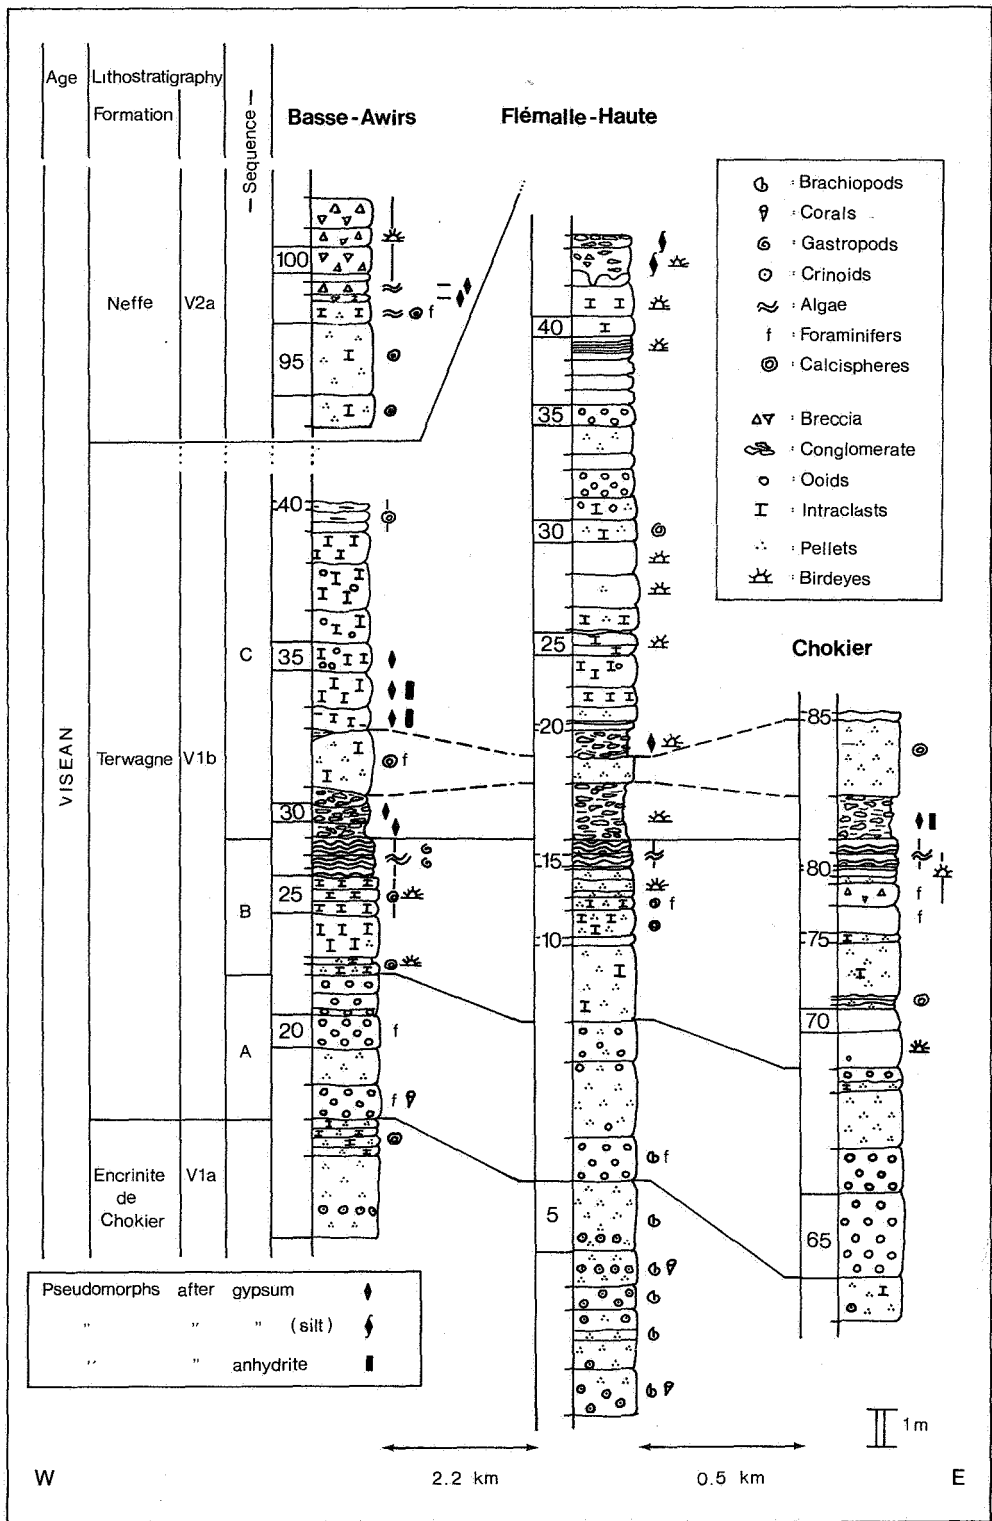 Age
Lithostratigraphy
Formation
— Sequence —
Basse-Awirs
Flémalle-Haute
Chokier
VISEAN
Neffe
V2a
Terwagne
V1b
Encrinite
de
Chokier
V1a
C
B
A
100
95
40
35
30
25
20
40
35
30
25
20
15
10
5
85
80
75
70
65
f
f
f
f
f
f
f
f
: Brachiopods
: Corals
: Gastropods
: Crinoids
: Algae
f : Foraminifers
: Calcispheres
: Breccia
: Conglomerate
: Ooids
: Intraclasts
: Pellets
: Birdeyes
Pseudomorphs after gypsum
" " " (silt)
" " anhydrite
1m
2.2 km
0.5 km
W
E